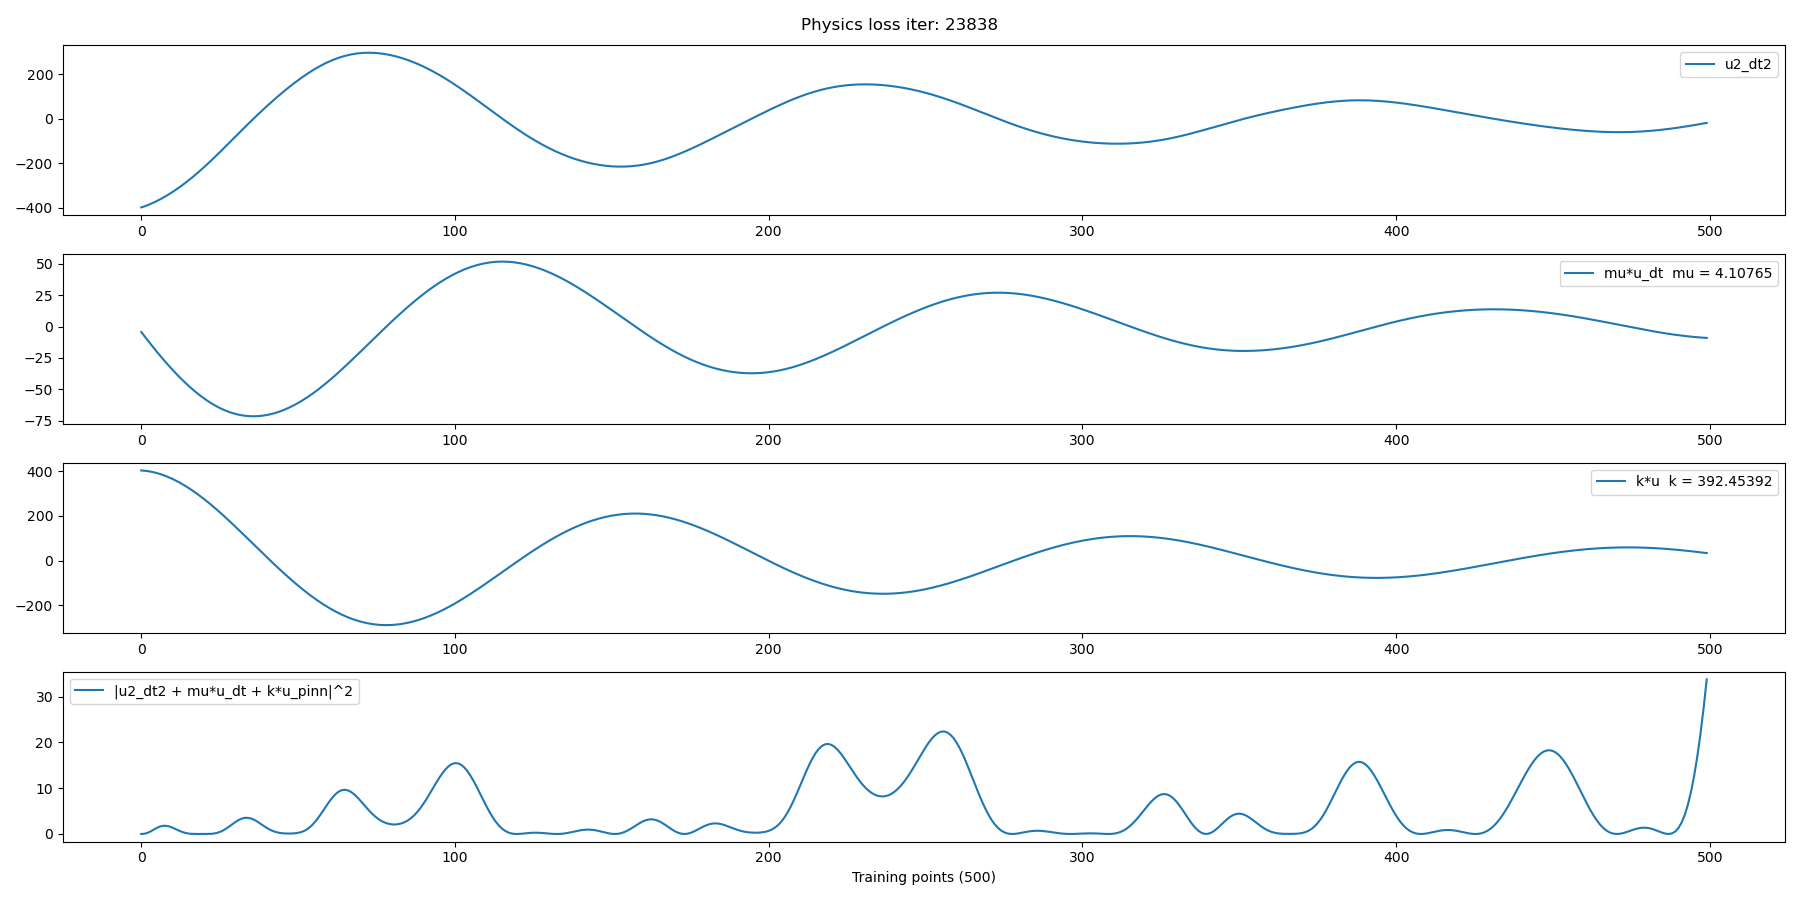 Physics loss iter: 23838
u2_dt2
200
0
−200
−400
0 100 200 300 400 500
mu*u_dt  mu = 4.10765
50
25
0
−25
−50
−75
0 100 200 300 400 500
k*u  k = 392.45392
400
200
0
−200
0 100 200 300 400 500
|u2_dt2 + mu*u_dt + k*u_pinn|^2
30
20
10
0
0 100 200 300 400 500
Training points (500)